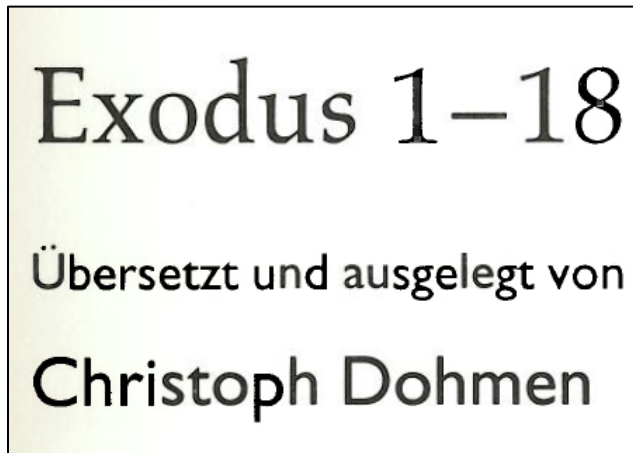 Exodus 1–18
Übersetzt und ausgelegt von
Christoph Dohmen